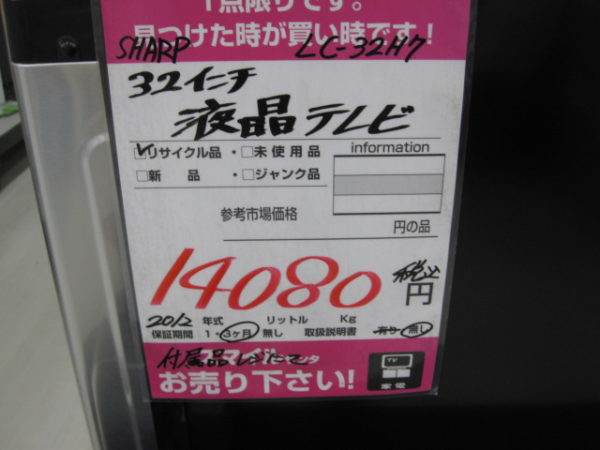 1点限りです。
見つけた時が買い時です!
SHARP LC-32H7
32インチ
液晶テレビ
☑リサイクル品・□未使用品 information
□新 品 ・□ジャンク品
参考市場価格
円の品
14080 税込 円
2012 年式 リットル Kg
保証期間 1・3ヶ月 無し 取扱説明書 有り・無し
付属品
お売り下さい!
TV
家電